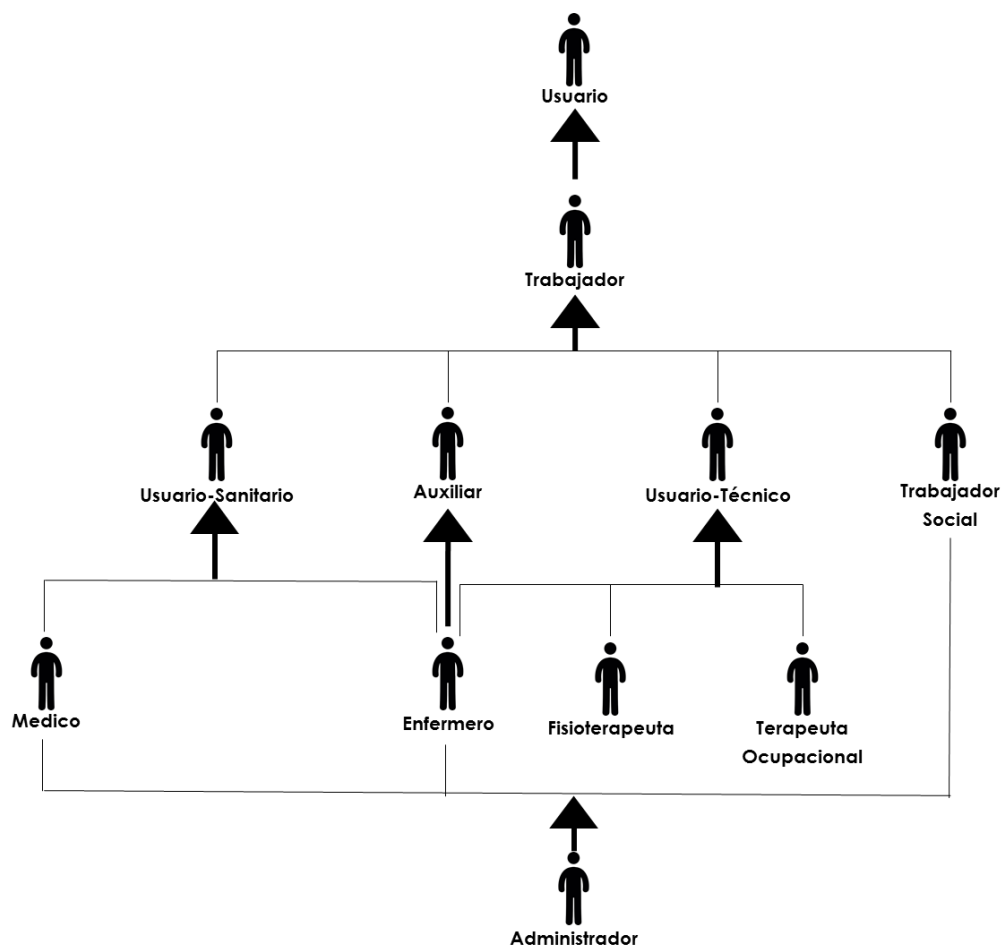 Usuario
Trabajador
Usuario-Sanitario
Auxiliar
Usuario-Técnico
Trabajador
Social
Medico
Enfermero
Fisioterapeuta
Terapeuta
Ocupacional
Administrador